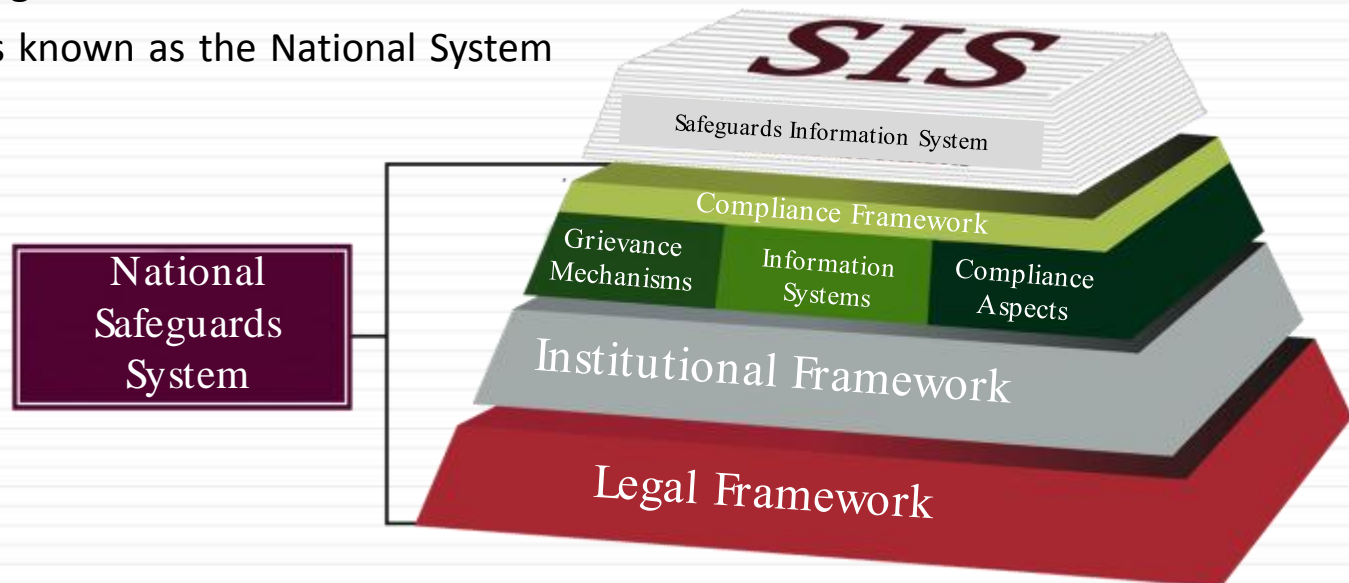 s known as the National System
SIS
Safeguards Information System
Compliance Framework
Grievance
Mechanisms
Information
Systems
Compliance
Aspects
National
Safeguards
System
Institutional Framework
Legal Framework